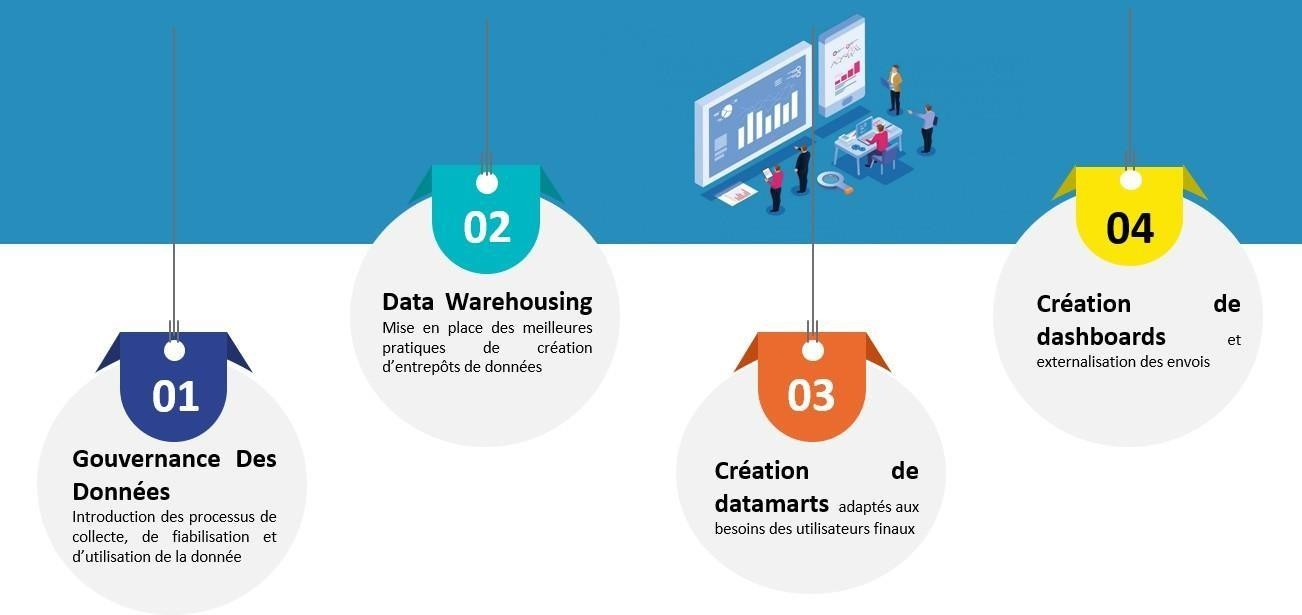 01
Gouvernance Des
Données
Introduction des processus de
collecte, de fiabilisation et
d'utilisation de la donnée
02
Data Warehousing
Mise en place des meilleures
pratiques de création
d'entrepôts de données
03
Création de
datamarts adaptés aux
besoins des utilisateurs finaux
04
Création de
dashboards et
externalisation des envois